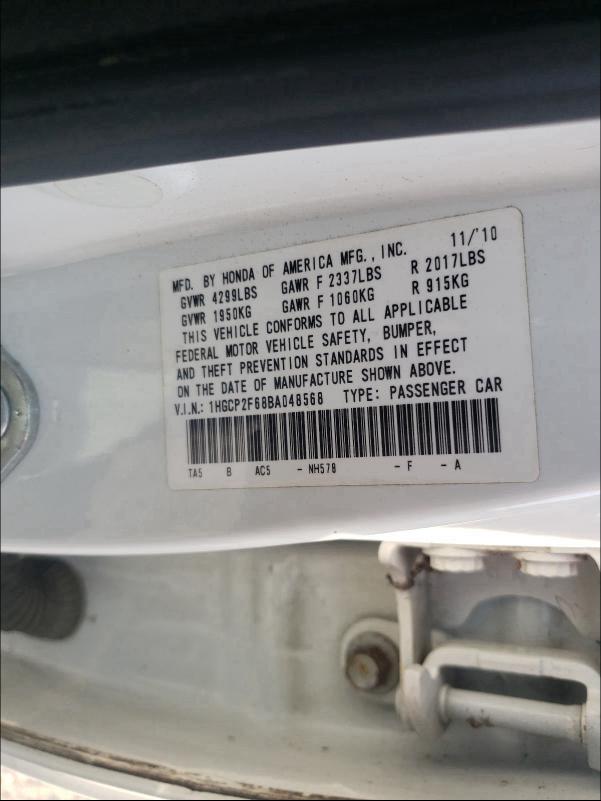 MFD. BY HONDA OF AMERICA MFG., INC. 11/'10
GVWR 4299LBS GAWR F 2337LBS R 2017LBS
GVWR 1950KG GAWR F 1060KG R 915KG
THIS VEHICLE CONFORMS TO ALL APPLICABLE
FEDERAL MOTOR VEHICLE SAFETY, BUMPER,
AND THEFT PREVENTION STANDARDS IN EFFECT
ON THE DATE OF MANUFACTURE SHOWN ABOVE.
V.I.N.: 1HGCP2F68BA048568 TYPE: PASSENGER CAR
TA5 B AC5 - NH578 - F - A